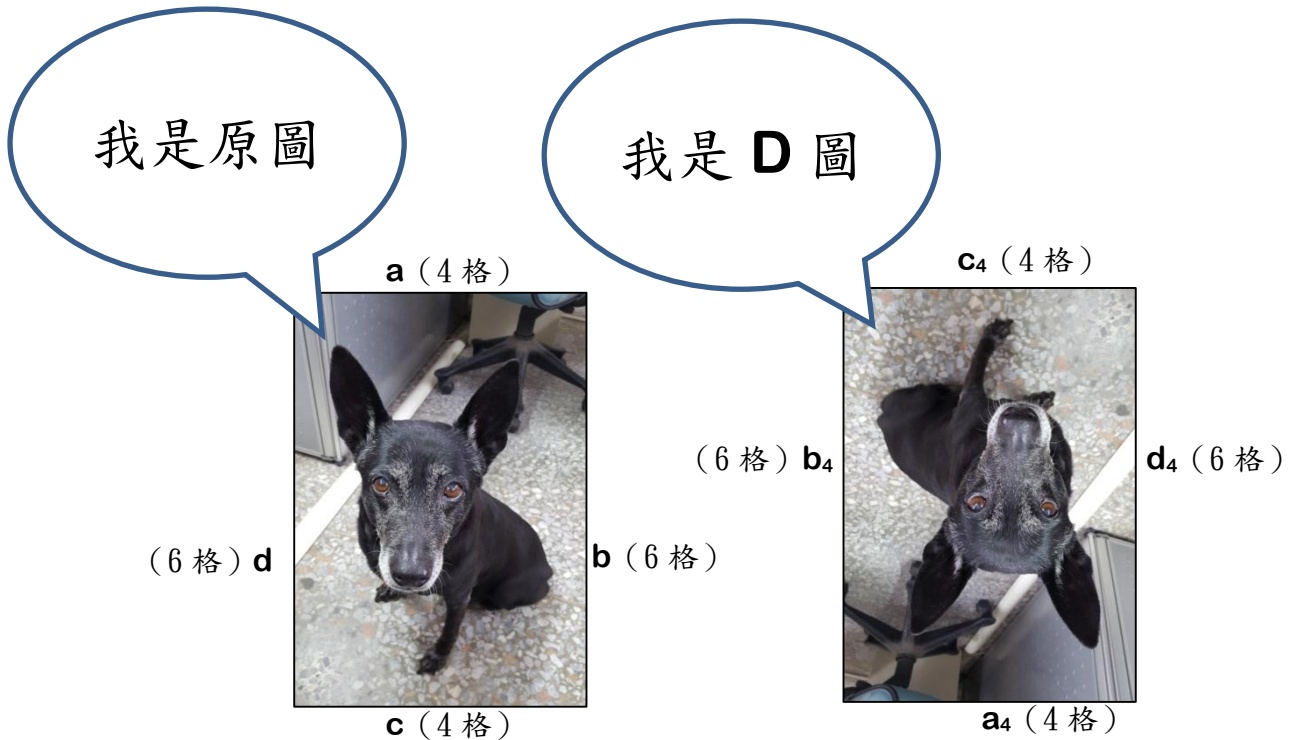 我是原圖
我是 D 圖
a（4 格）
c₄（4 格）
（6 格）d
b（6 格）
（6 格）b₄
d₄（6 格）
c（4 格）
a₄（4 格）